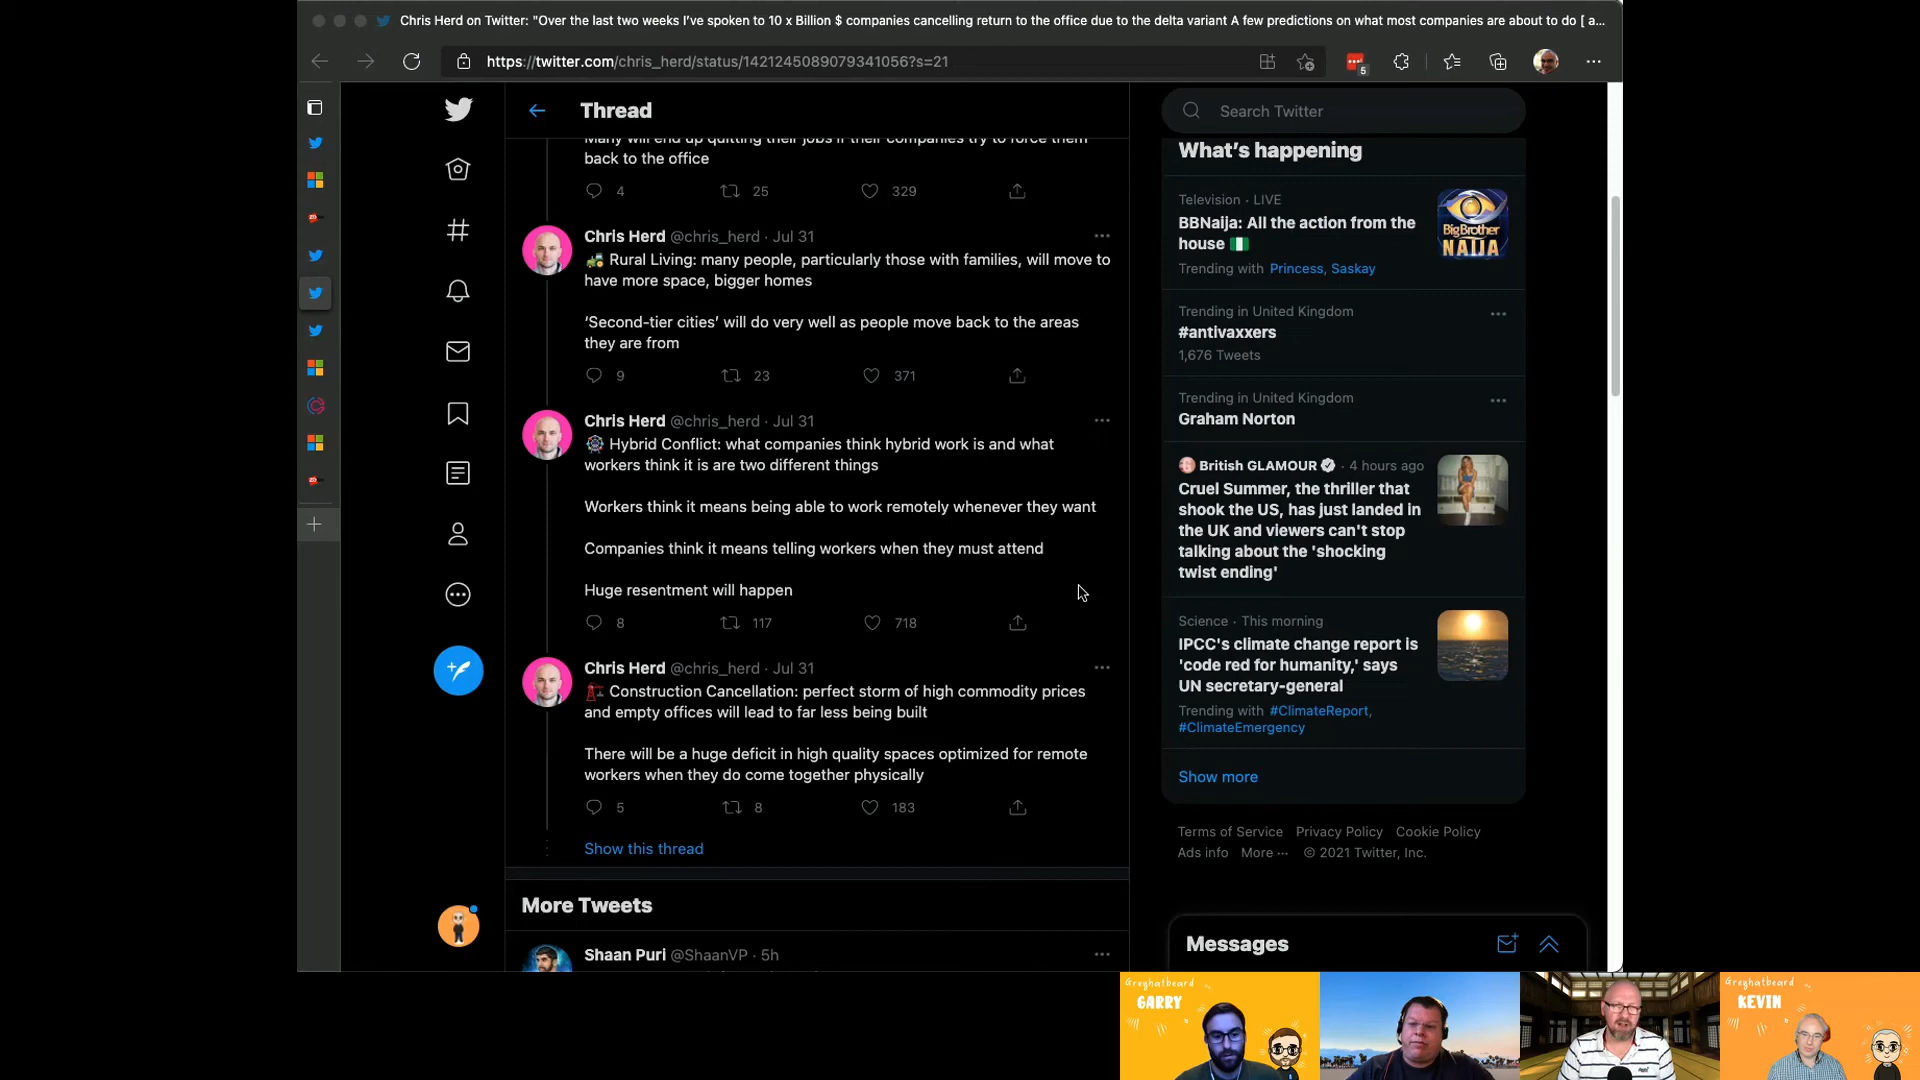 Chris Herd on Twitter: "Over the last two weeks I've spoken to 10 x Billion $ companies cancelling return to the office due to the delta variant A few predictions on what most companies are about to do [ a...
https://twitter.com/chris_herd/status/1421245089079341056?s=21
5
Thread
Many will end up quitting their jobs if their companies try to force them
back to the office
4 25 329
Chris Herd @chris_herd · Jul 31
🚜 Rural Living: many people, particularly those with families, will move to
have more space, bigger homes
‘Second-tier cities’ will do very well as people move back to the areas
they are from
9 23 371
Chris Herd @chris_herd · Jul 31
Hybrid Conflict: what companies think hybrid work is and what
workers think it is are two different things
Workers think it means being able to work remotely whenever they want
Companies think it means telling workers when they must attend
Huge resentment will happen
8 117 718
Chris Herd @chris_herd · Jul 31
🏗 Construction Cancellation: perfect storm of high commodity prices
and empty offices will lead to far less being built
There will be a huge deficit in high quality spaces optimized for remote
workers when they do come together physically
5 8 183
Show this thread
More Tweets
Shaan Puri @ShaanVP · 5h
Search Twitter
What's happening
Television · LIVE
BBNaija: All the action from the
house 🇳🇬
Trending with Princess, Saskay
Big Brother
NAIJA
Trending in United Kingdom
#antivaxxers
1,676 Tweets
Trending in United Kingdom
Graham Norton
British GLAMOUR · 4 hours ago
Cruel Summer, the thriller that
shook the US, has just landed in
the UK and viewers can't stop
talking about the 'shocking
twist ending'
Science · This morning
IPCC's climate change report is
'code red for humanity,' says
UN secretary-general
Trending with #ClimateReport,
#ClimateEmergency
Show more
Terms of Service Privacy Policy Cookie Policy
Ads info More ··· © 2021 Twitter, Inc.
Messages
Greyhatbeard
GARRY
Greyhatbeard
KEVIN